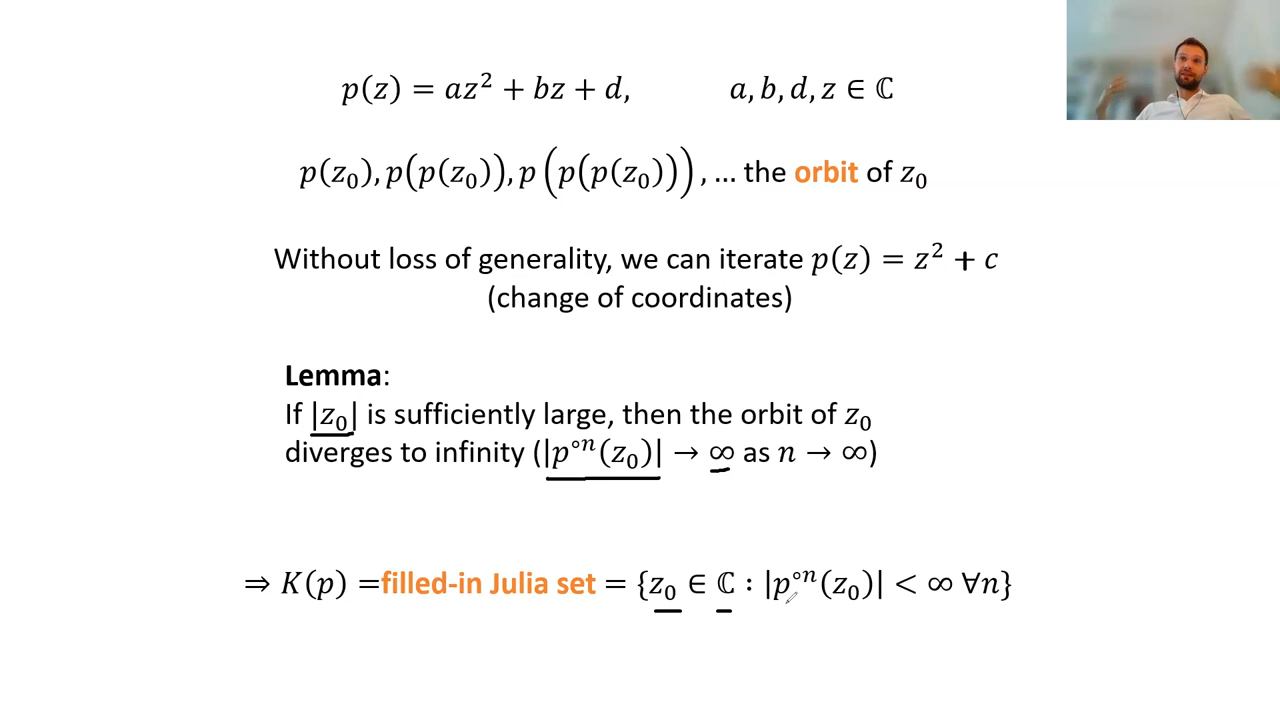 p(z) = az² + bz + d, a, b, d, z ∈ ℂ
p(z₀), p(p(z₀)), p(p(p(z₀))), ... the orbit of z₀
Without loss of generality, we can iterate p(z) = z² + c
(change of coordinates)
Lemma:
If |z₀| is sufficiently large, then the orbit of z₀
diverges to infinity (|p°ⁿ(z₀)| → ∞ as n → ∞)
⇒ K(p) =filled-in Julia set = {z₀ ∈ ℂ : |p°ⁿ(z₀)| < ∞ ∀n}